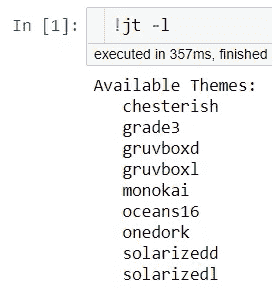 In [1]: !jt -l
executed in 357ms, finished
Available Themes:
chesterish
grade3
gruvboxd
gruvboxl
monokai
oceans16
onedork
solarizedd
solarizedl